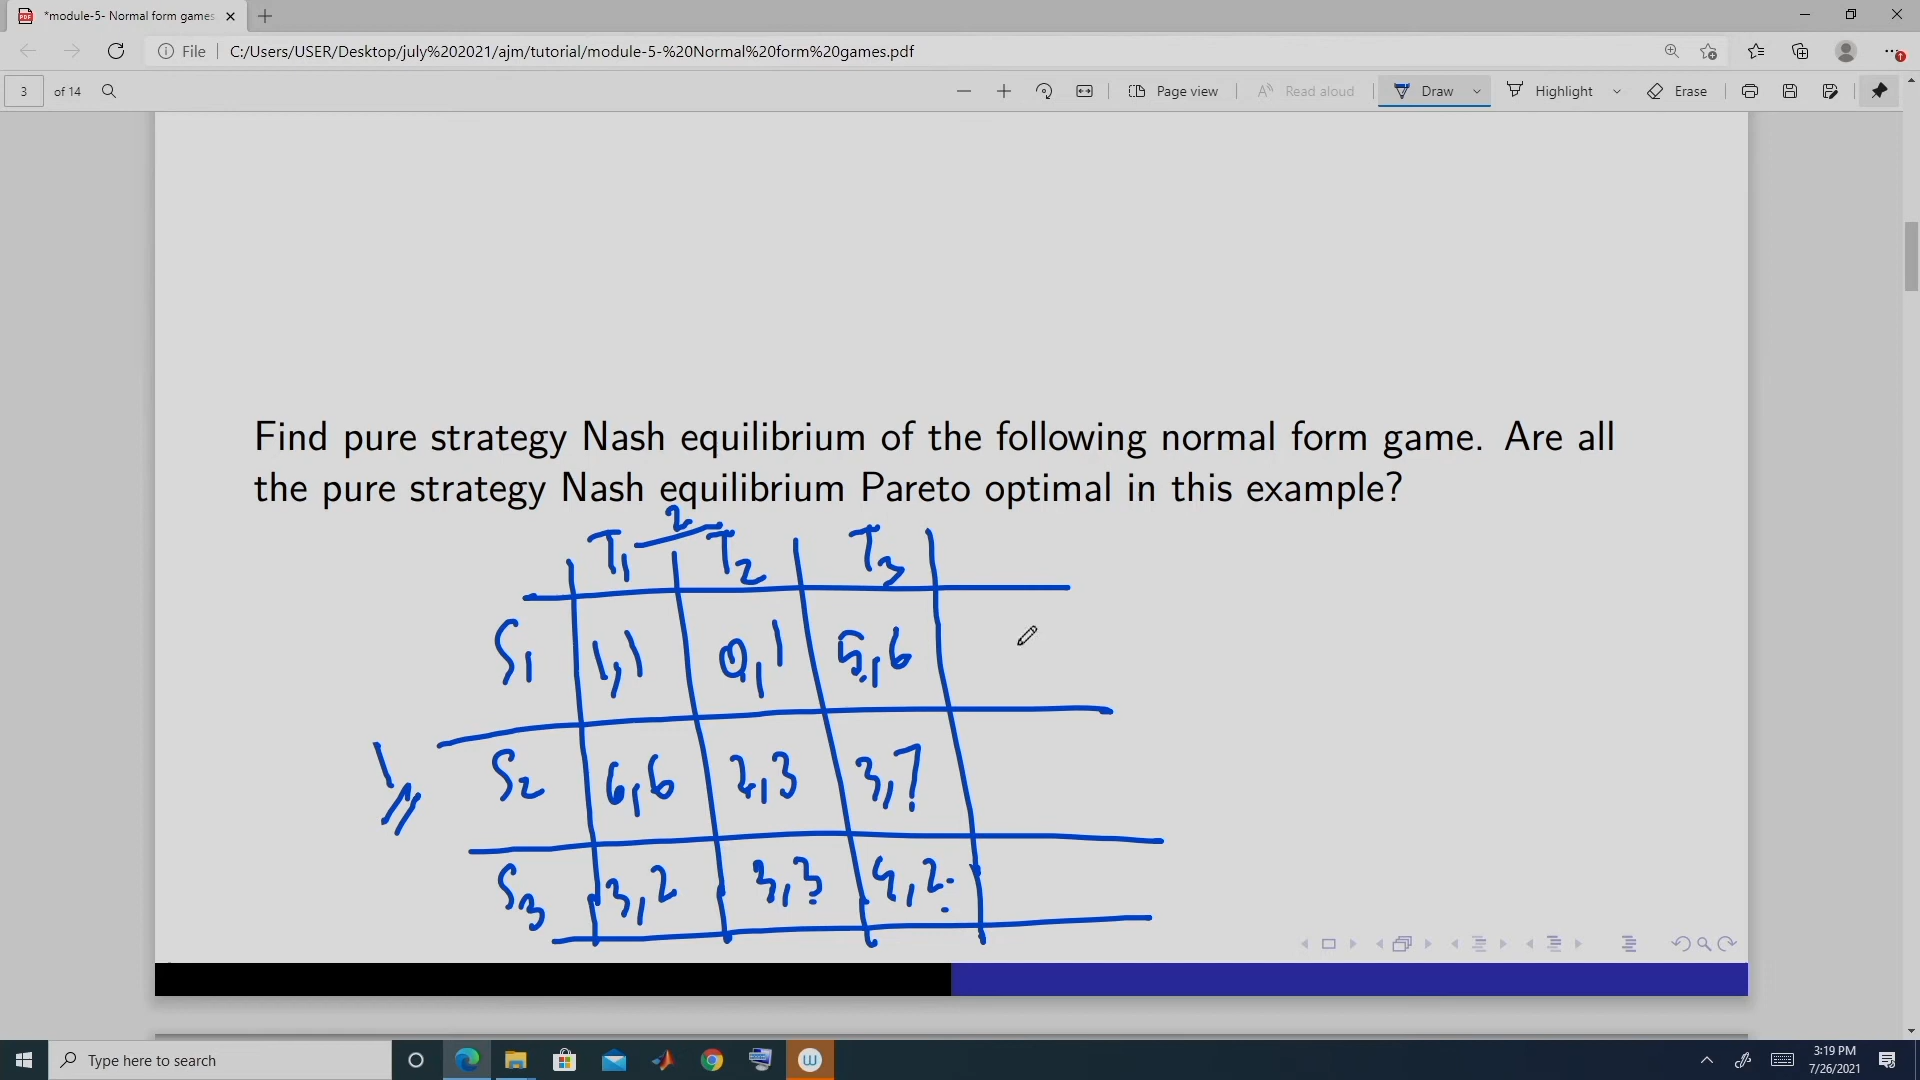 *module-5- Normal form games
File
C:/Users/USER/Desktop/july%202021/ajm/tutorial/module-5-%20Normal%20form%20games.pdf
3 of 14
Page view
Read aloud
Draw
Highlight
Erase
Find pure strategy Nash equilibrium of the following normal form game. Are all
the pure strategy Nash equilibrium Pareto optimal in this example?
2
T1 T2 T3
S1 1,1 0,1 5,6
1
S2 6,6 2,3 3,7
S3 3,2 3,3 ,2
Type here to search
3:19 PM
7/26/2021